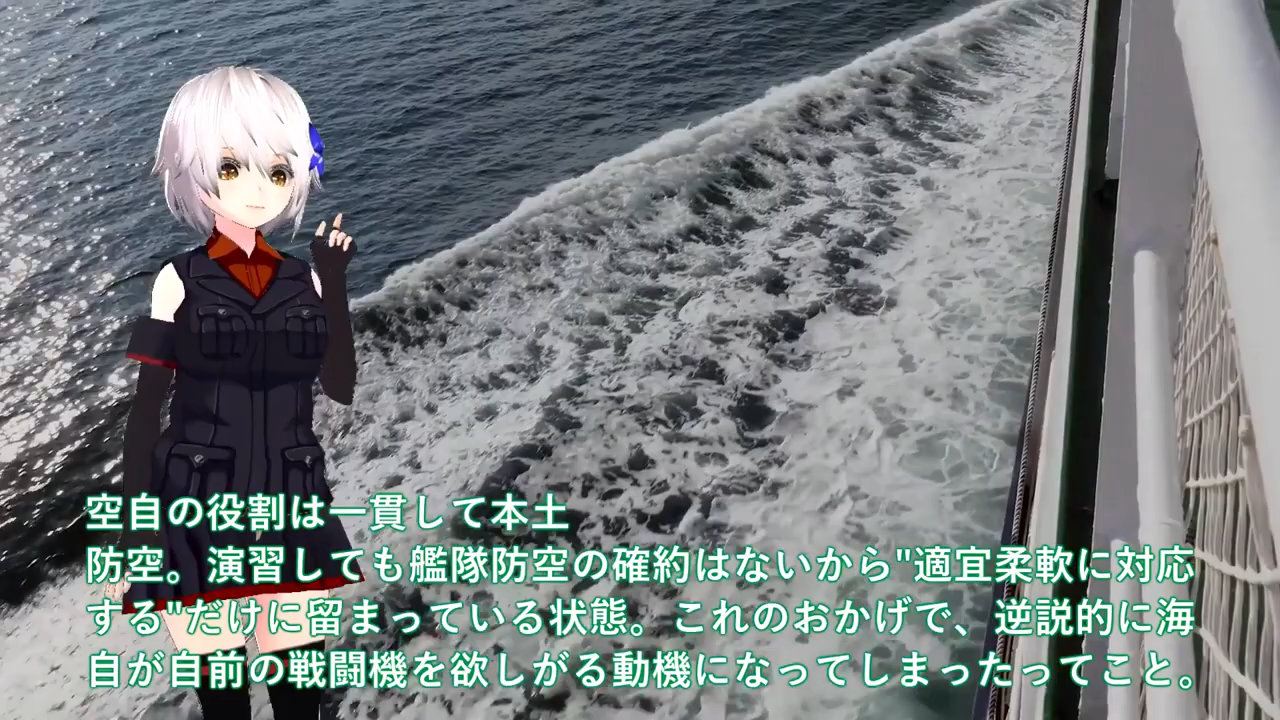 空自の役割は一貫して本土
防空。演習しても艦隊防空の確約はないから"適宜柔軟に対応
する"だけに留まっている状態。これのおかげで、逆説的に海
自が自前の戦闘機を欲しがる動機になってしまったってこと。